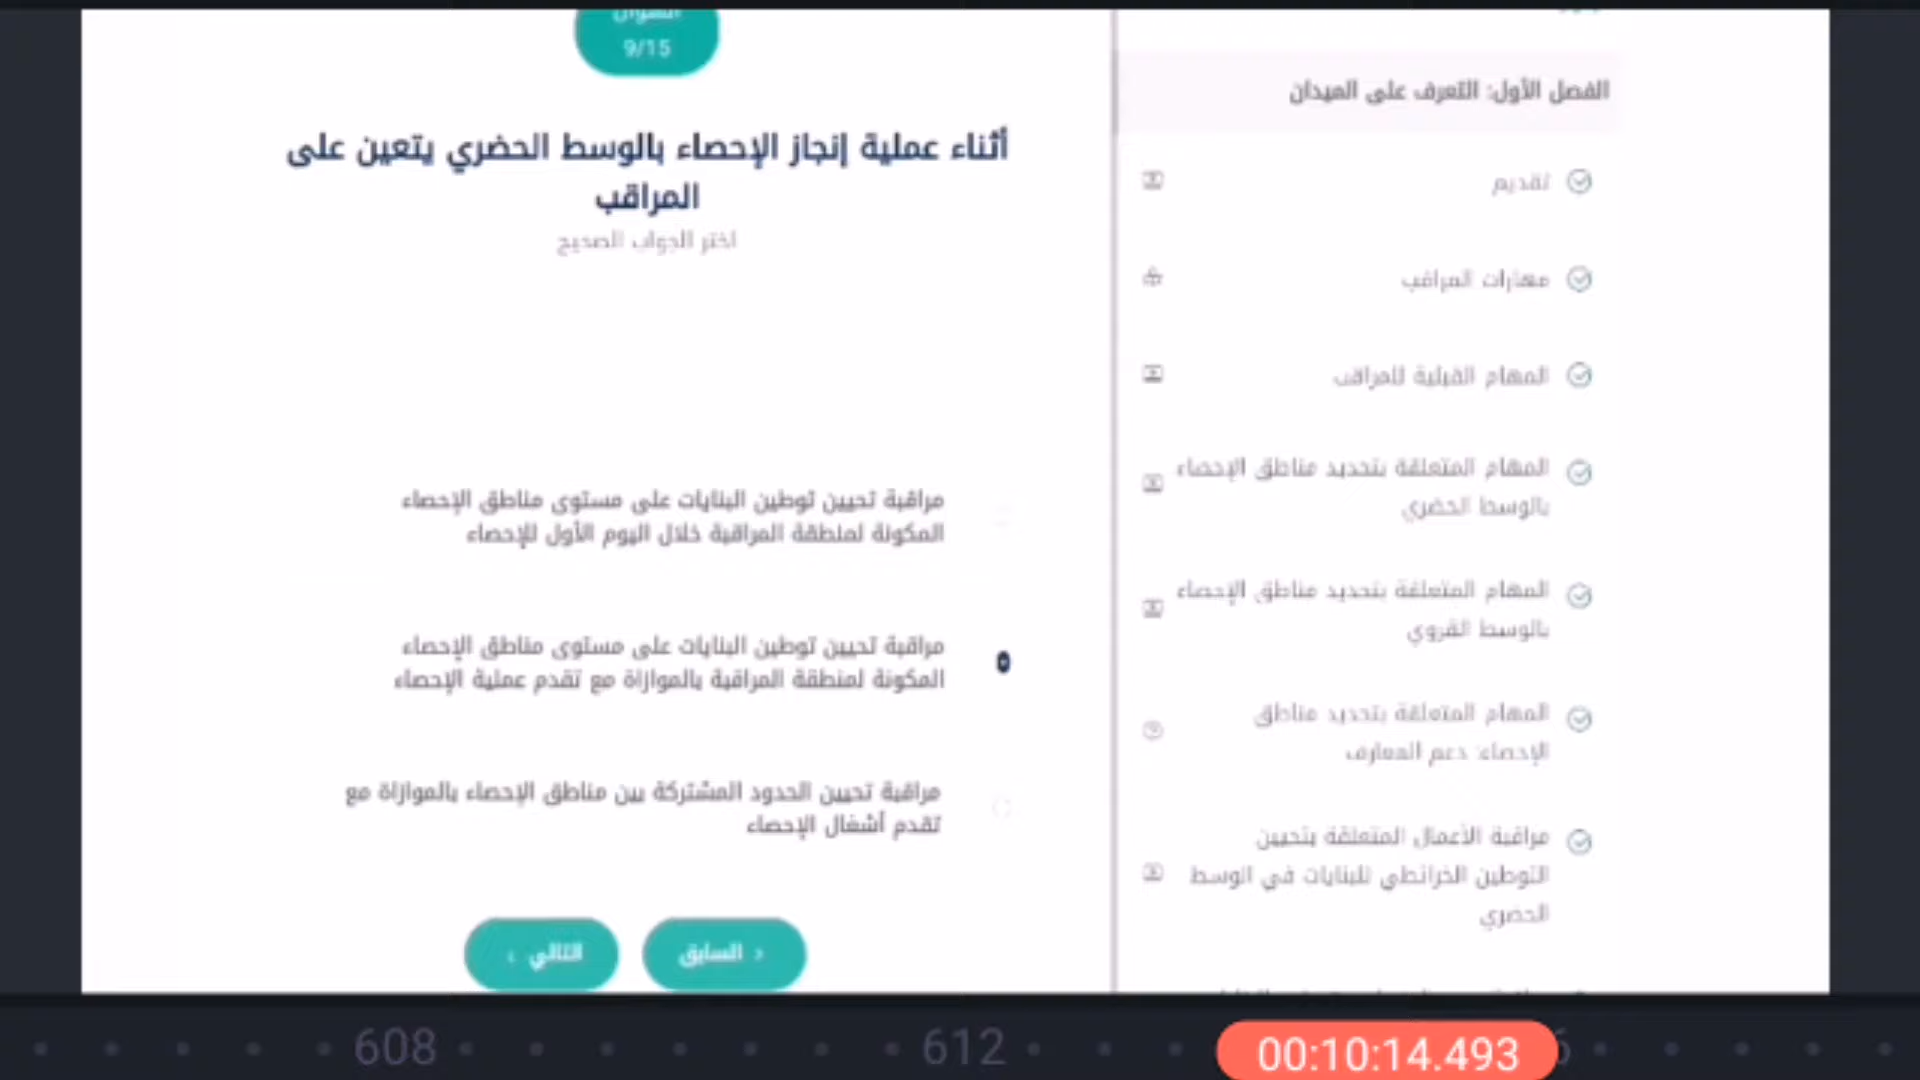 9/15
أثناء عملية إنجاز الإحصاء بالوسط الحضري يتعين على
المراقب
اختر الجواب الصحيح
مراقبة تحيين توطين البنايات على مستوى مناطق الإحصاء
المكونة لمنطقة المراقبة خلال اليوم الأول للإحصاء
مراقبة تحيين توطين البنايات على مستوى مناطق الإحصاء
المكونة لمنطقة المراقبة بالموازاة مع تقدم عملية الإحصاء
مراقبة تحيين الحدود المشتركة بين مناطق الإحصاء بالموازاة مع
تقدم أشغال الإحصاء
‹ السابق
التالي ›
الفصل الأول: التعرف على الميدان
تقديم
مهارات المراقب
المهام القبلية للمراقب
المهام المتعلقة بتحديد مناطق الإحصاء
بالوسط الحضري
المهام المتعلقة بتحديد مناطق الإحصاء
بالوسط القروي
المهام المتعلقة بتحديد مناطق
الإحصاء: دعم المعارف
مراقبة الأعمال المتعلقة بتحيين
التوطين الخرائطي للبنايات في الوسط
الحضري
608 612
00:10:14.493